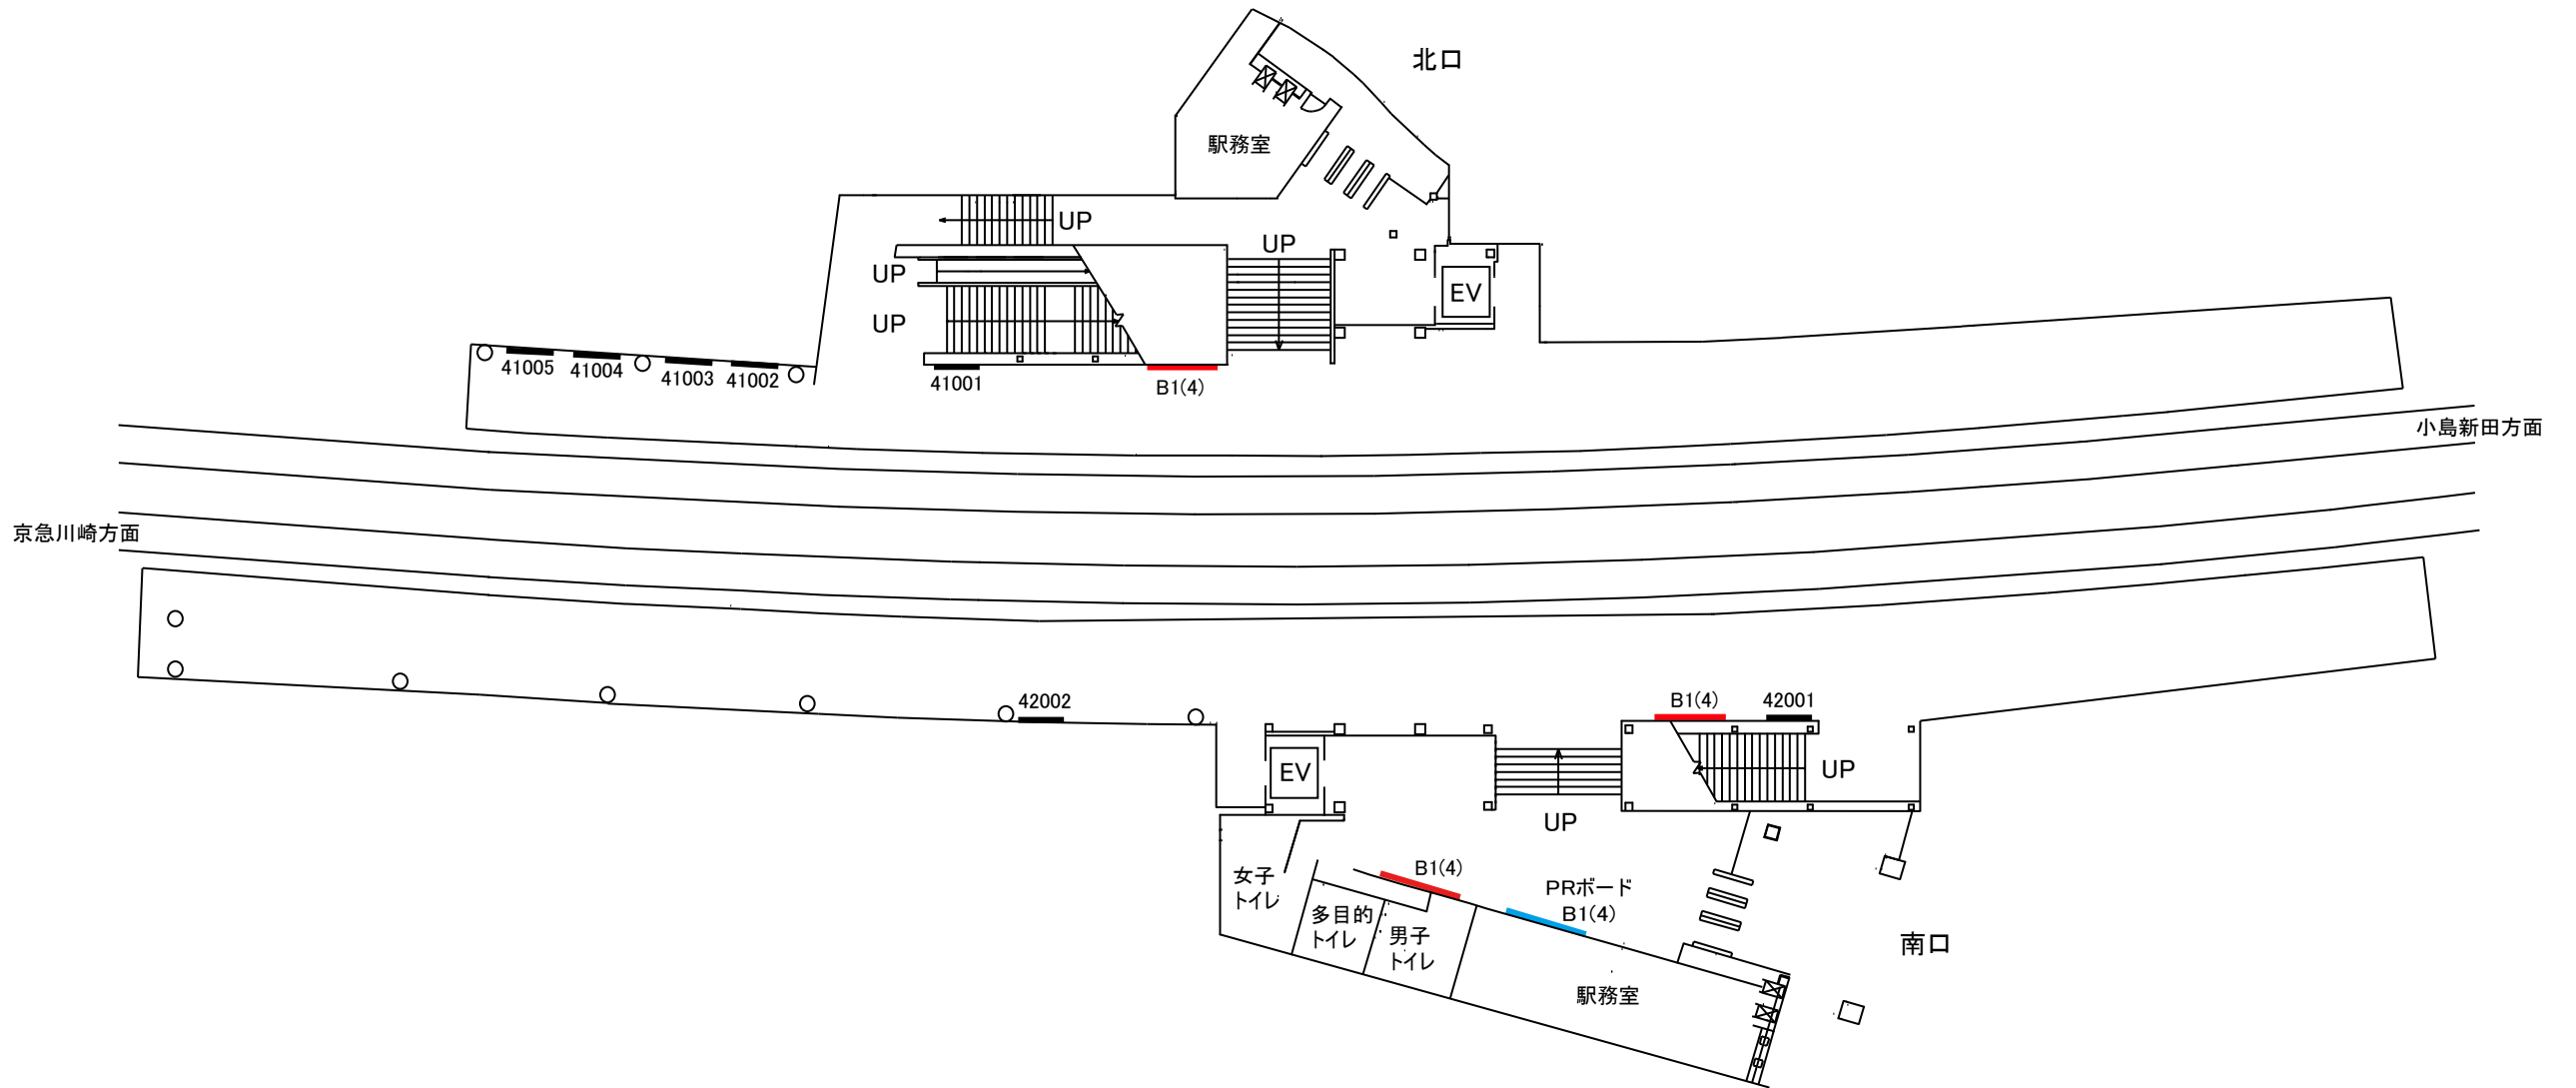 北口
駅務室
UP
UP
UP
UP
EV
41005
41004
41003
41002
41001
B1(4)
小島新田方面
京急川崎方面
42002
B1(4)
42001
EV
UP
UP
女子
トイレ
多目的
トイレ
男子
トイレ
B1(4)
PRボード
B1(4)
駅務室
南口